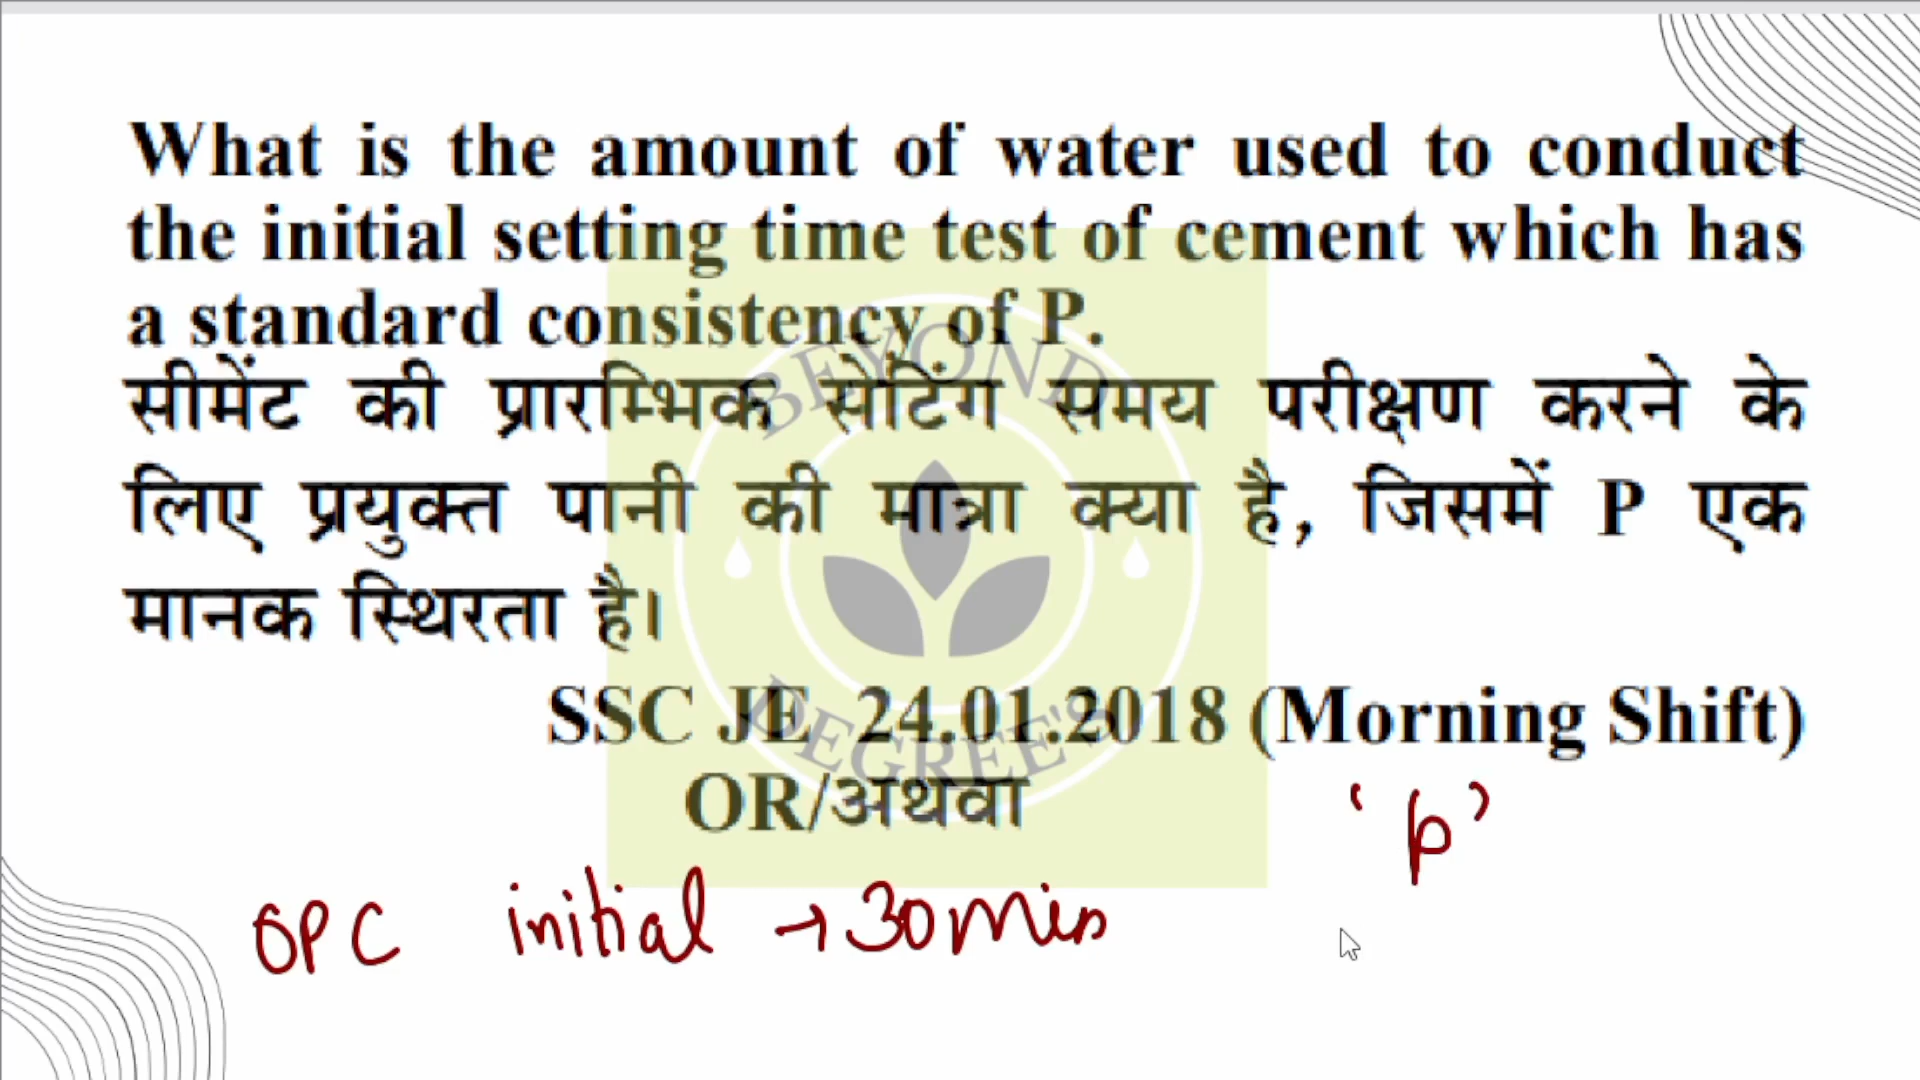 What is the amount of water used to conduct
the initial setting time test of cement which has
a standard consistency of P.
सीमेंट की प्रारम्भिक सेटिंग समय परीक्षण करने के
लिए प्रयुक्त पानी की मात्रा क्या है, जिसमें P एक
मानक स्थिरता है।
SSC JE 24.01.2018 (Morning Shift)
OR/अथवा
'p'
OPC initial → 30 min
BEYOND
DEGREE'S